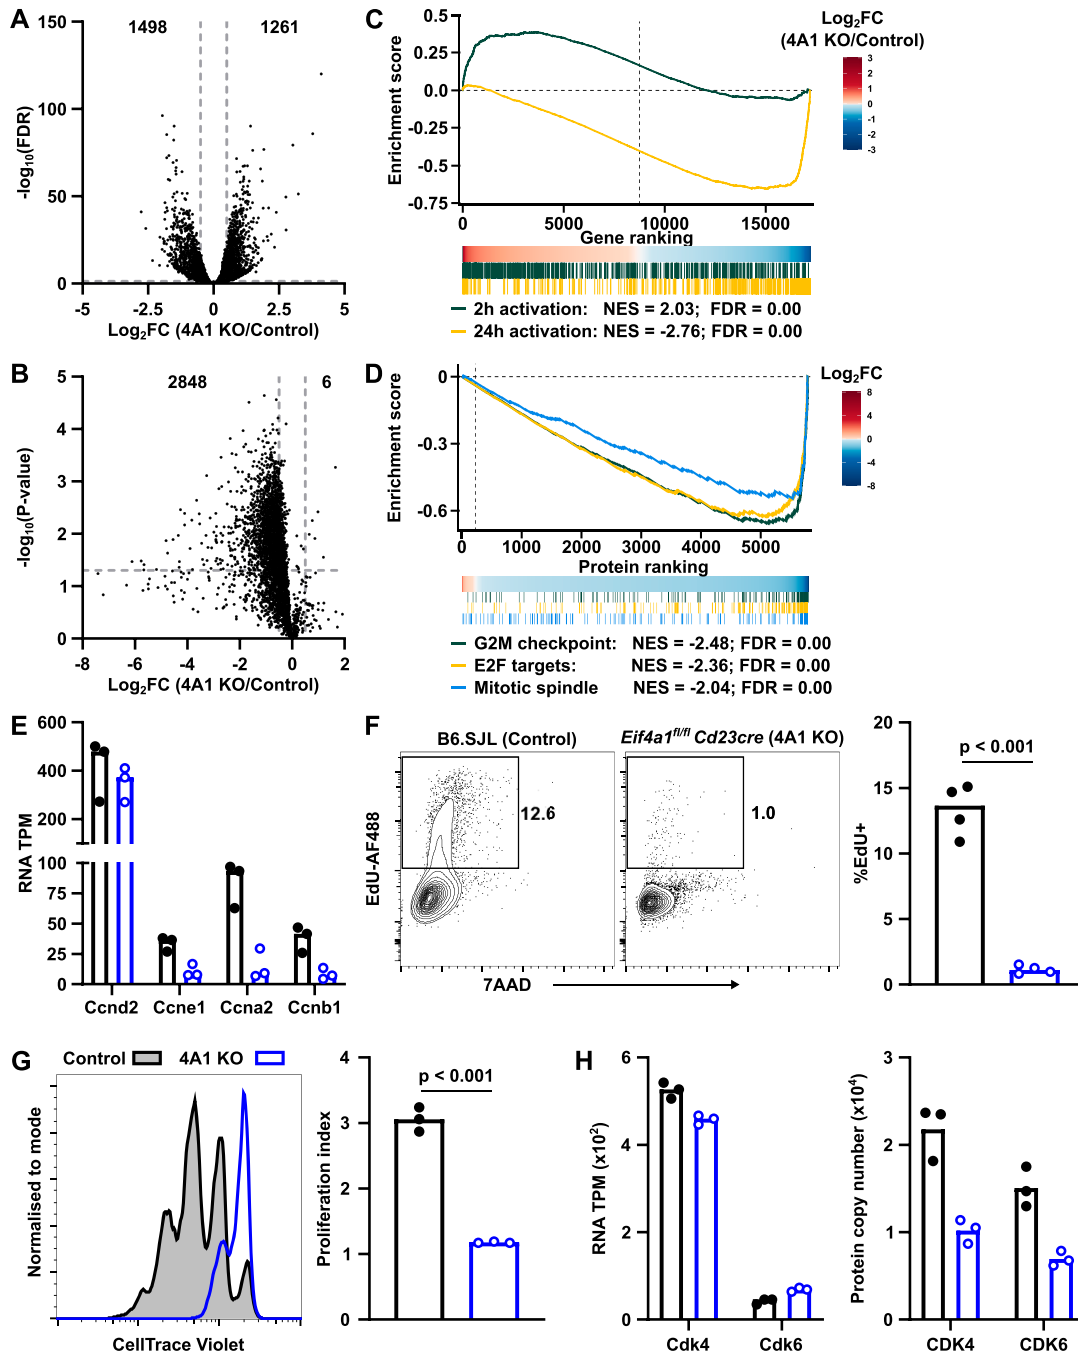 A
150
100
50
0
-log10(FDR)
1498
1261
-5
-2.5
0
2.5
5
Log2FC (4A1 KO/Control)
B
5
4
3
2
1
0
-log10(P-value)
2848
6
-8
-6
-4
-2
0
2
Log2FC (4A1 KO/Control)
C
0.5
0.25
0.0
-0.25
-0.5
-0.75
Enrichment score
0
5000
10000
15000
Gene ranking
Log2FC
(4A1 KO/Control)
3
2
1
0
-1
-2
-3
2h activation: NES = 2.03; FDR = 0.00
24h activation: NES = -2.76; FDR = 0.00
D
0
-0.3
-0.6
Enrichment score
0
1000
2000
3000
4000
5000
Protein ranking
Log2FC
8
4
0
-4
-8
G2M checkpoint: NES = -2.48; FDR = 0.00
E2F targets: NES = -2.36; FDR = 0.00
Mitotic spindle NES = -2.04; FDR = 0.00
E
600
400
200
100
75
50
25
0
RNA TPM
Ccnd2
Ccne1
Ccna2
Ccnb1
F
B6.SJL (Control)
Eif4a1fl/fl Cd23cre (4A1 KO)
12.6
1.0
EdU-AF488
7AAD
20
15
10
5
0
%EdU+
p < 0.001
G
Control
4A1 KO
Normalised to mode
CellTrace Violet
4
3
2
1
0
Proliferation index
p < 0.001
H
6
4
2
0
RNA TPM (x10²)
Cdk4
Cdk6
3
2
1
0
Protein copy number (x10⁴)
CDK4
CDK6